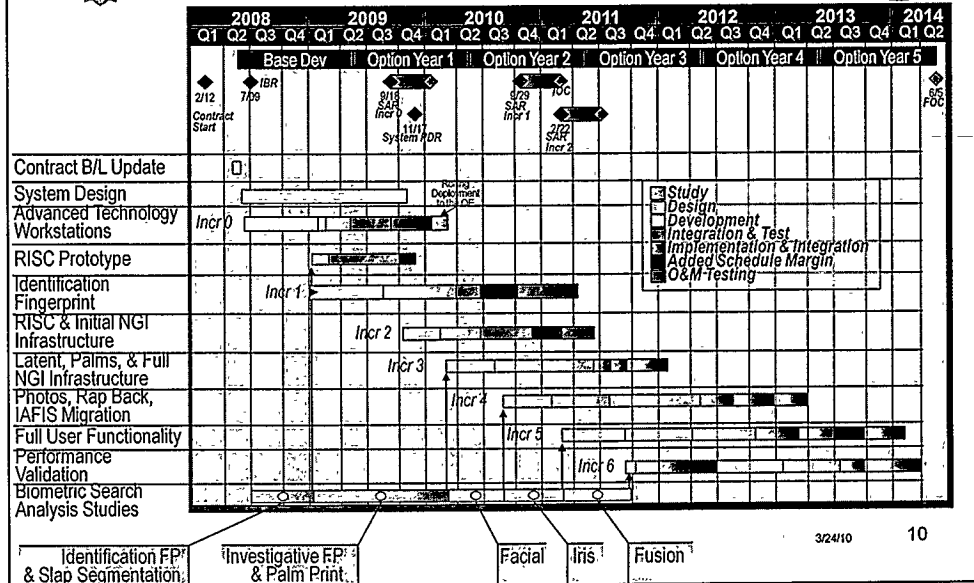 2008 2009 2010 2011 2012 2013 2014
Q1 Q2 Q3 Q4 Q1 Q2 Q3 Q4 Q1 Q2 Q3 Q4 Q1 Q2 Q3 Q4 Q1 Q2 Q3 Q4 Q1 Q2 Q3 Q4 Q1 Q2
Base Dev Option Year 1 Option Year 2 Option Year 3 Option Year 4 Option Year 5
2/12
Contract
Start
7/09
IBR
9/18
SAR
Incr 0
11/17
System PDR
9/29
SAR
Incr 1
IOC
2/22
SAR
Incr 2
6/5
FOC
Contract B/L Update
System Design
Deployment
to the
Advanced Technology
Workstations
Incr 0
RISC Prototype
Identification
Fingerprint
Incr 1
RISC & Initial NGI
Infrastructure
Incr 2
Latent, Palms, & Full
NGI Infrastructure
Incr 3
Photos, Rap Back,
IAFIS Migration
Incr 4
Full User Functionality
Incr 5
Performance
Validation
Incr 6
Biometric Search
Analysis Studies
Study
Design
Development
Integration & Test
Implementation & Integration
Added Schedule Margin
O&M Testing
Identification FP
& Slap Segmentation
Investigative FP
& Palm Print
Facial
Iris
Fusion
3/24/10
10